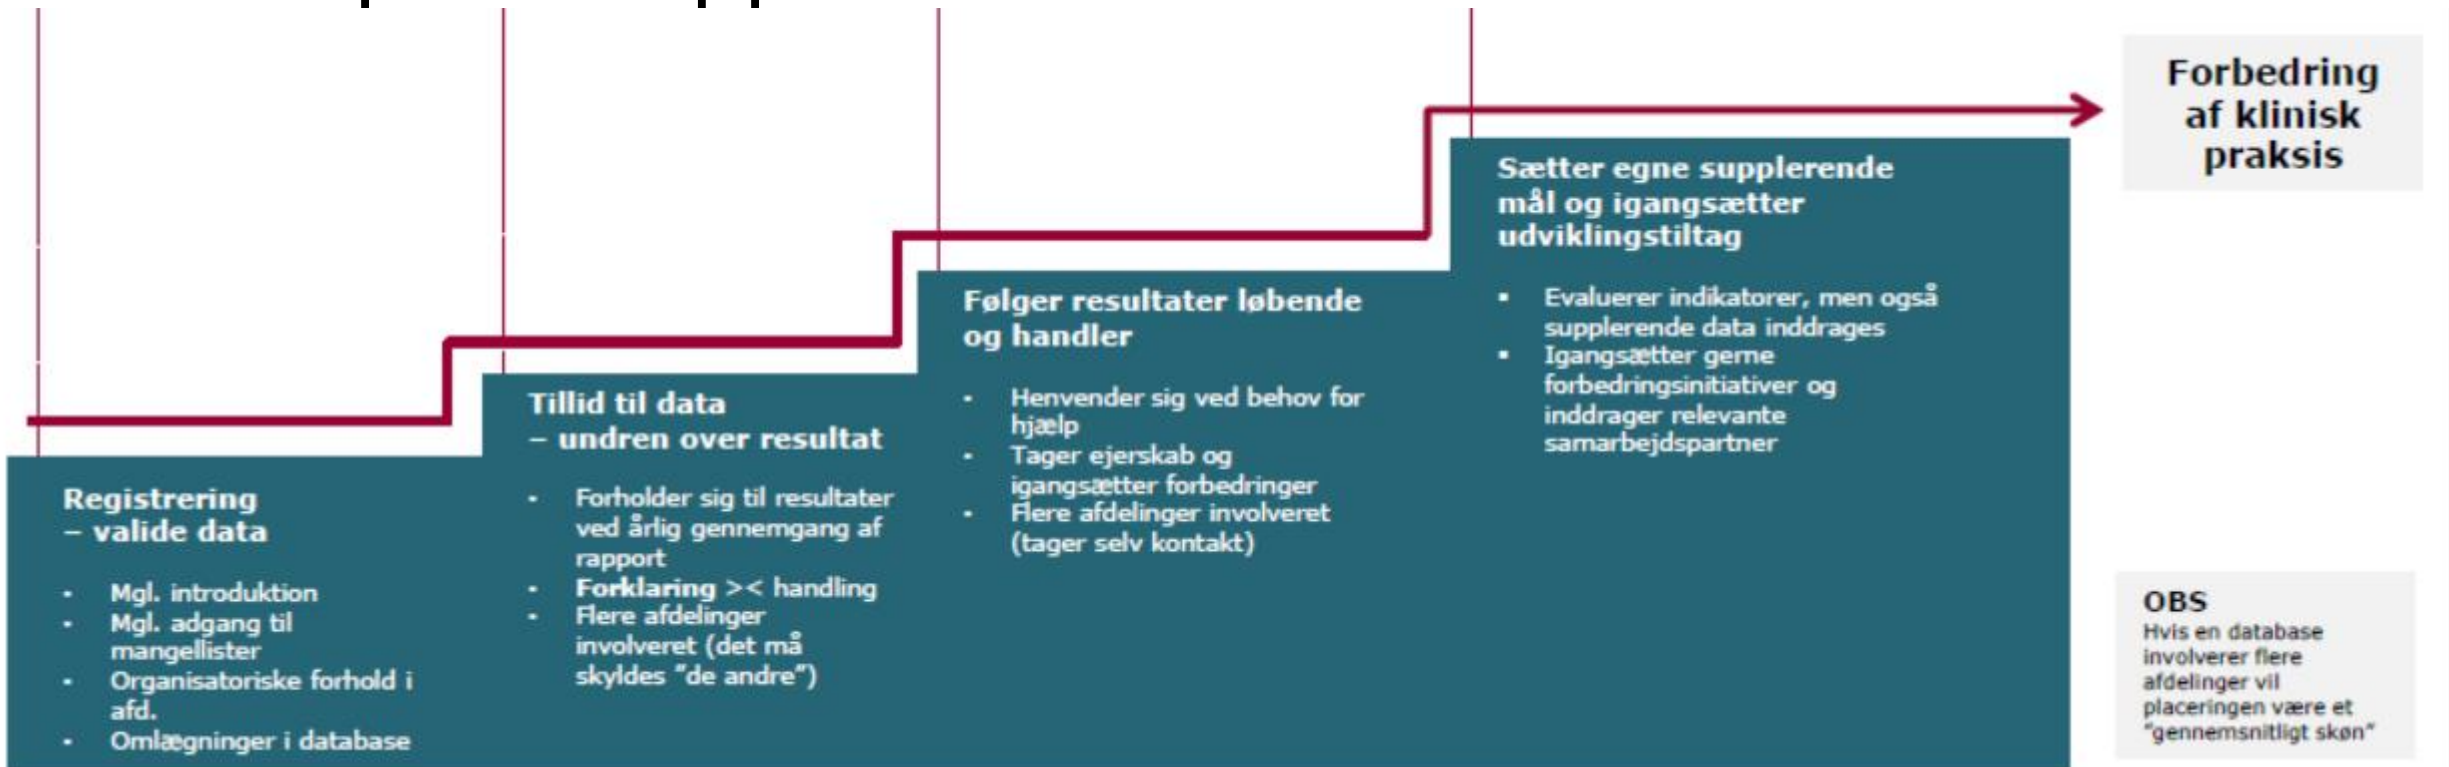 Registrering
– valide data
• Mgl. introduktion
• Mgl. adgang til
mangellister
• Organisatoriske forhold i
afd.
• Omlægninger i database
Tillid til data
– undren over resultat
• Forholder sig til resultater
ved årlig gennemgang af
rapport
• Forklaring >< handling
• Flere afdelinger
involveret (det må
skyldes "de andre")
Følger resultater løbende
og handler
• Henvender sig ved behov for
hjælp
• Tager ejerskab og
igangsætter forbedringer
• Flere afdelinger involveret
(tager selv kontakt)
Sætter egne supplerende
mål og igangsætter
udviklingstiltag
▪ Evaluerer indikatorer, men også
supplerende data inddrages
▪ Igangsætter gerne
forbedringsinitiativer og
inddrager relevante
samarbejdspartner
Forbedring
af klinisk
praksis
OBS
Hvis en database
involverer flere
afdelinger vil
placeringen være et
"gennemsnitligt skøn"